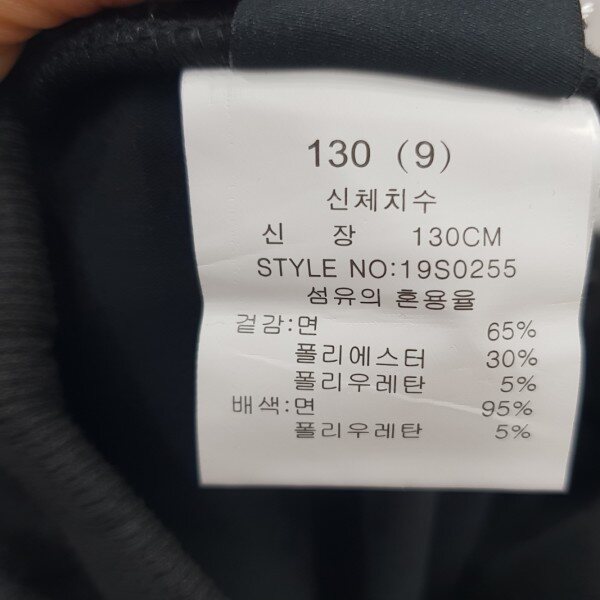 130 (9)
신체치수
신 장 130CM
STYLE NO:19S0255
섬유의 혼용율
겉감:면 65%
폴리에스터 30%
폴리우레탄 5%
배색:면 95%
폴리우레탄 5%